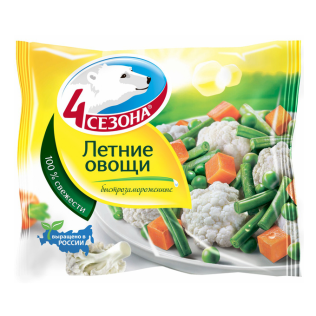 4 СЕЗОНА®
Летние
овощи
быстрозамороженные
100% свежести
выращено в
РОССИИ